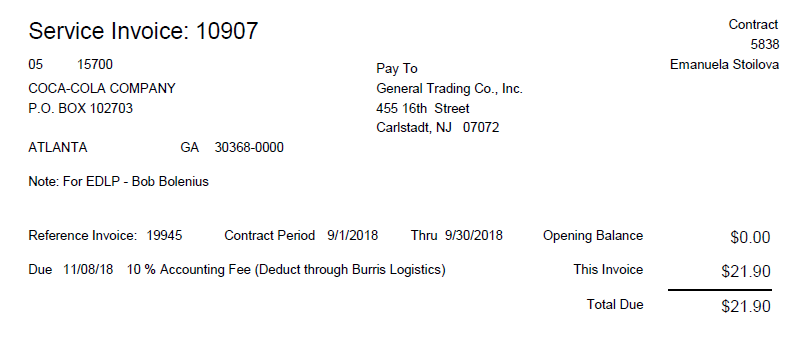 Service Invoice: 10907
Contract
5838
Emanuela Stoilova
05 15700
COCA-COLA COMPANY
P.O. BOX 102703
ATLANTA GA 30368-0000
Pay To
General Trading Co., Inc.
455 16th Street
Carlstadt, NJ 07072
Note: For EDLP - Bob Bolenius
Reference Invoice: 19945 Contract Period 9/1/2018 Thru 9/30/2018 Opening Balance $0.00
Due 11/08/18 10 % Accounting Fee (Deduct through Burris Logistics) This Invoice $21.90
Total Due $21.90